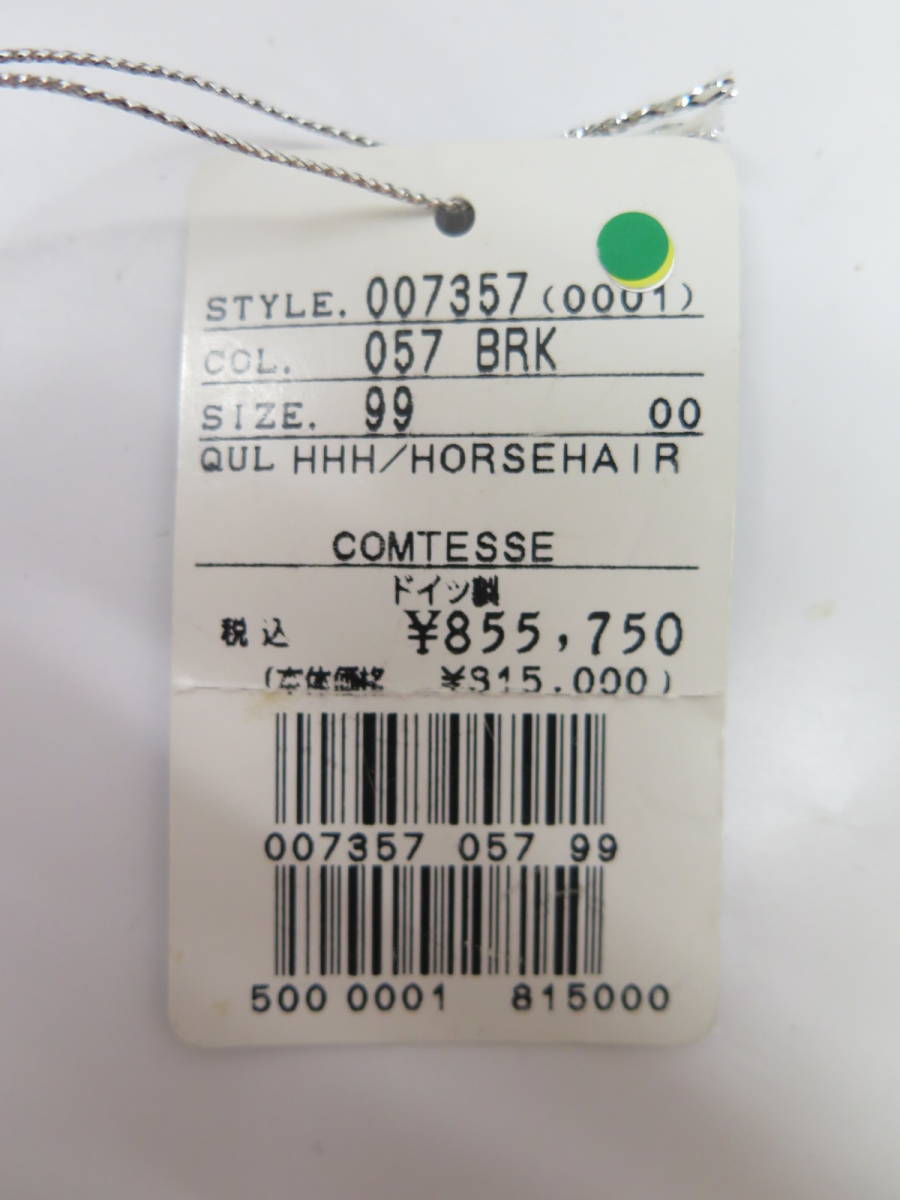 STYLE. 007357 (0001)
COL. 057 BRK
SIZE. 99 00
QUL HHH/HORSEHAIR
COMTESSE
ドイツ製
税込 ¥855,750
(本体価格 ¥815,000)
007357 057 99
500 0001 815000